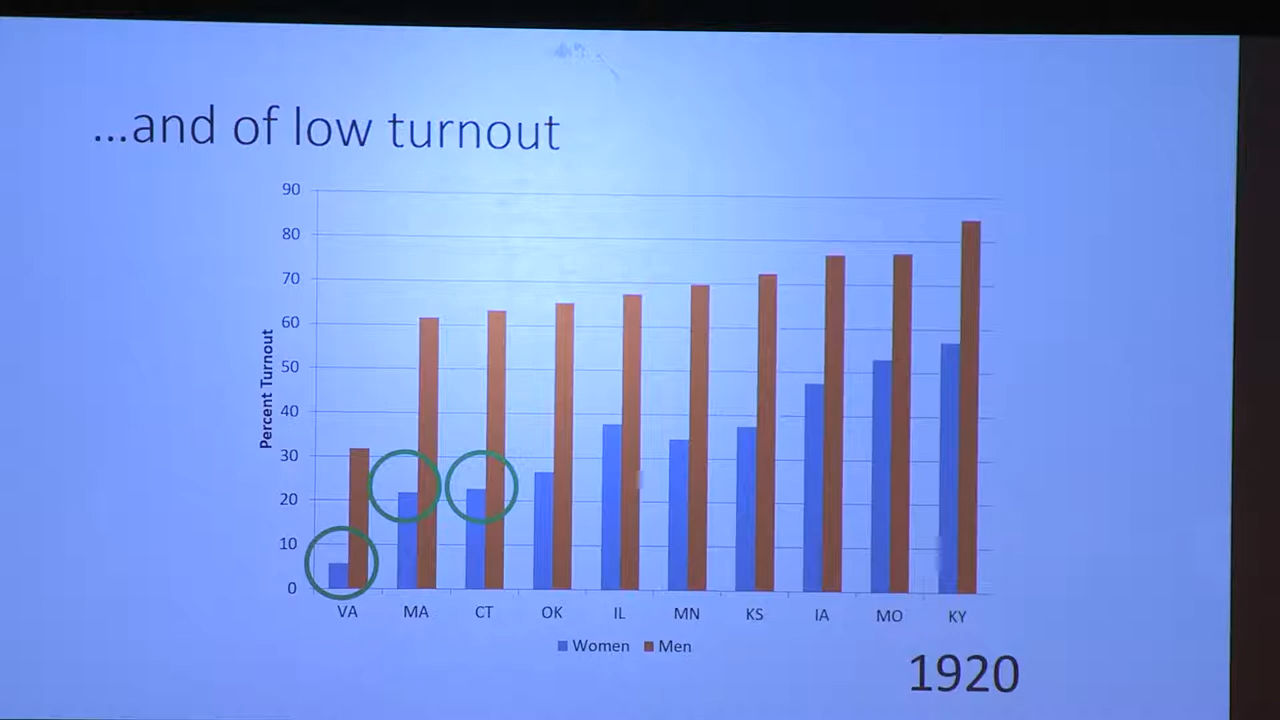 ...and of low turnout
90
80
70
60
50
40
30
20
10
0
Percent Turnout
VA MA CT OK IL MN KS IA MO KY
Women Men
1920